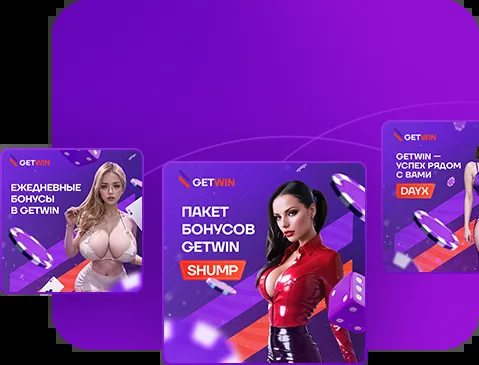 GETWIN
ЕЖЕДНЕВНЫЕ
БОНУСЫ
В GETWIN
GETWIN
ПАКЕТ
БОНУСОВ
GETWIN
SHUMP
GETWIN
GETWIN —
УСПЕХ РЯДОМ
С ВАМИ
DAYX